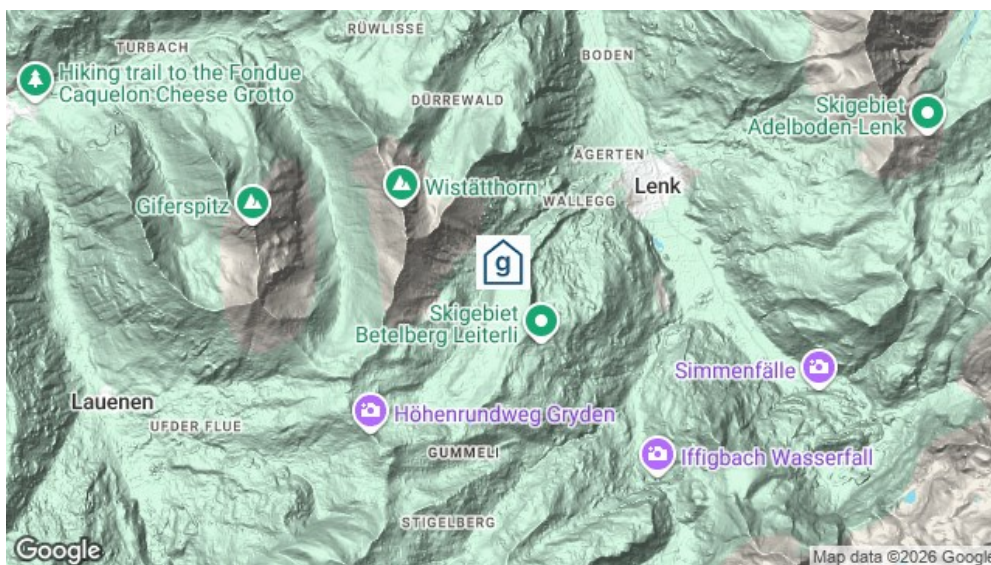 RÜWLISSE
TURBACH
BODEN
Hiking trail to the Fondue
Caquelon Cheese Grotto
DÜRREWALD
Skigebiet
Adelboden-Lenk
ÄGERTEN
Lenk
Wistätthorn
WALLEGG
Giferspitz
g
Skigebiet
Betelberg Leiterli
Simmenfälle
Lauenen
Höhenrundweg Gryden
UFDER FLUE
GUMMELI
Iffigbach Wasserfall
STIGELBERG
Google
Map data ©2026 Google